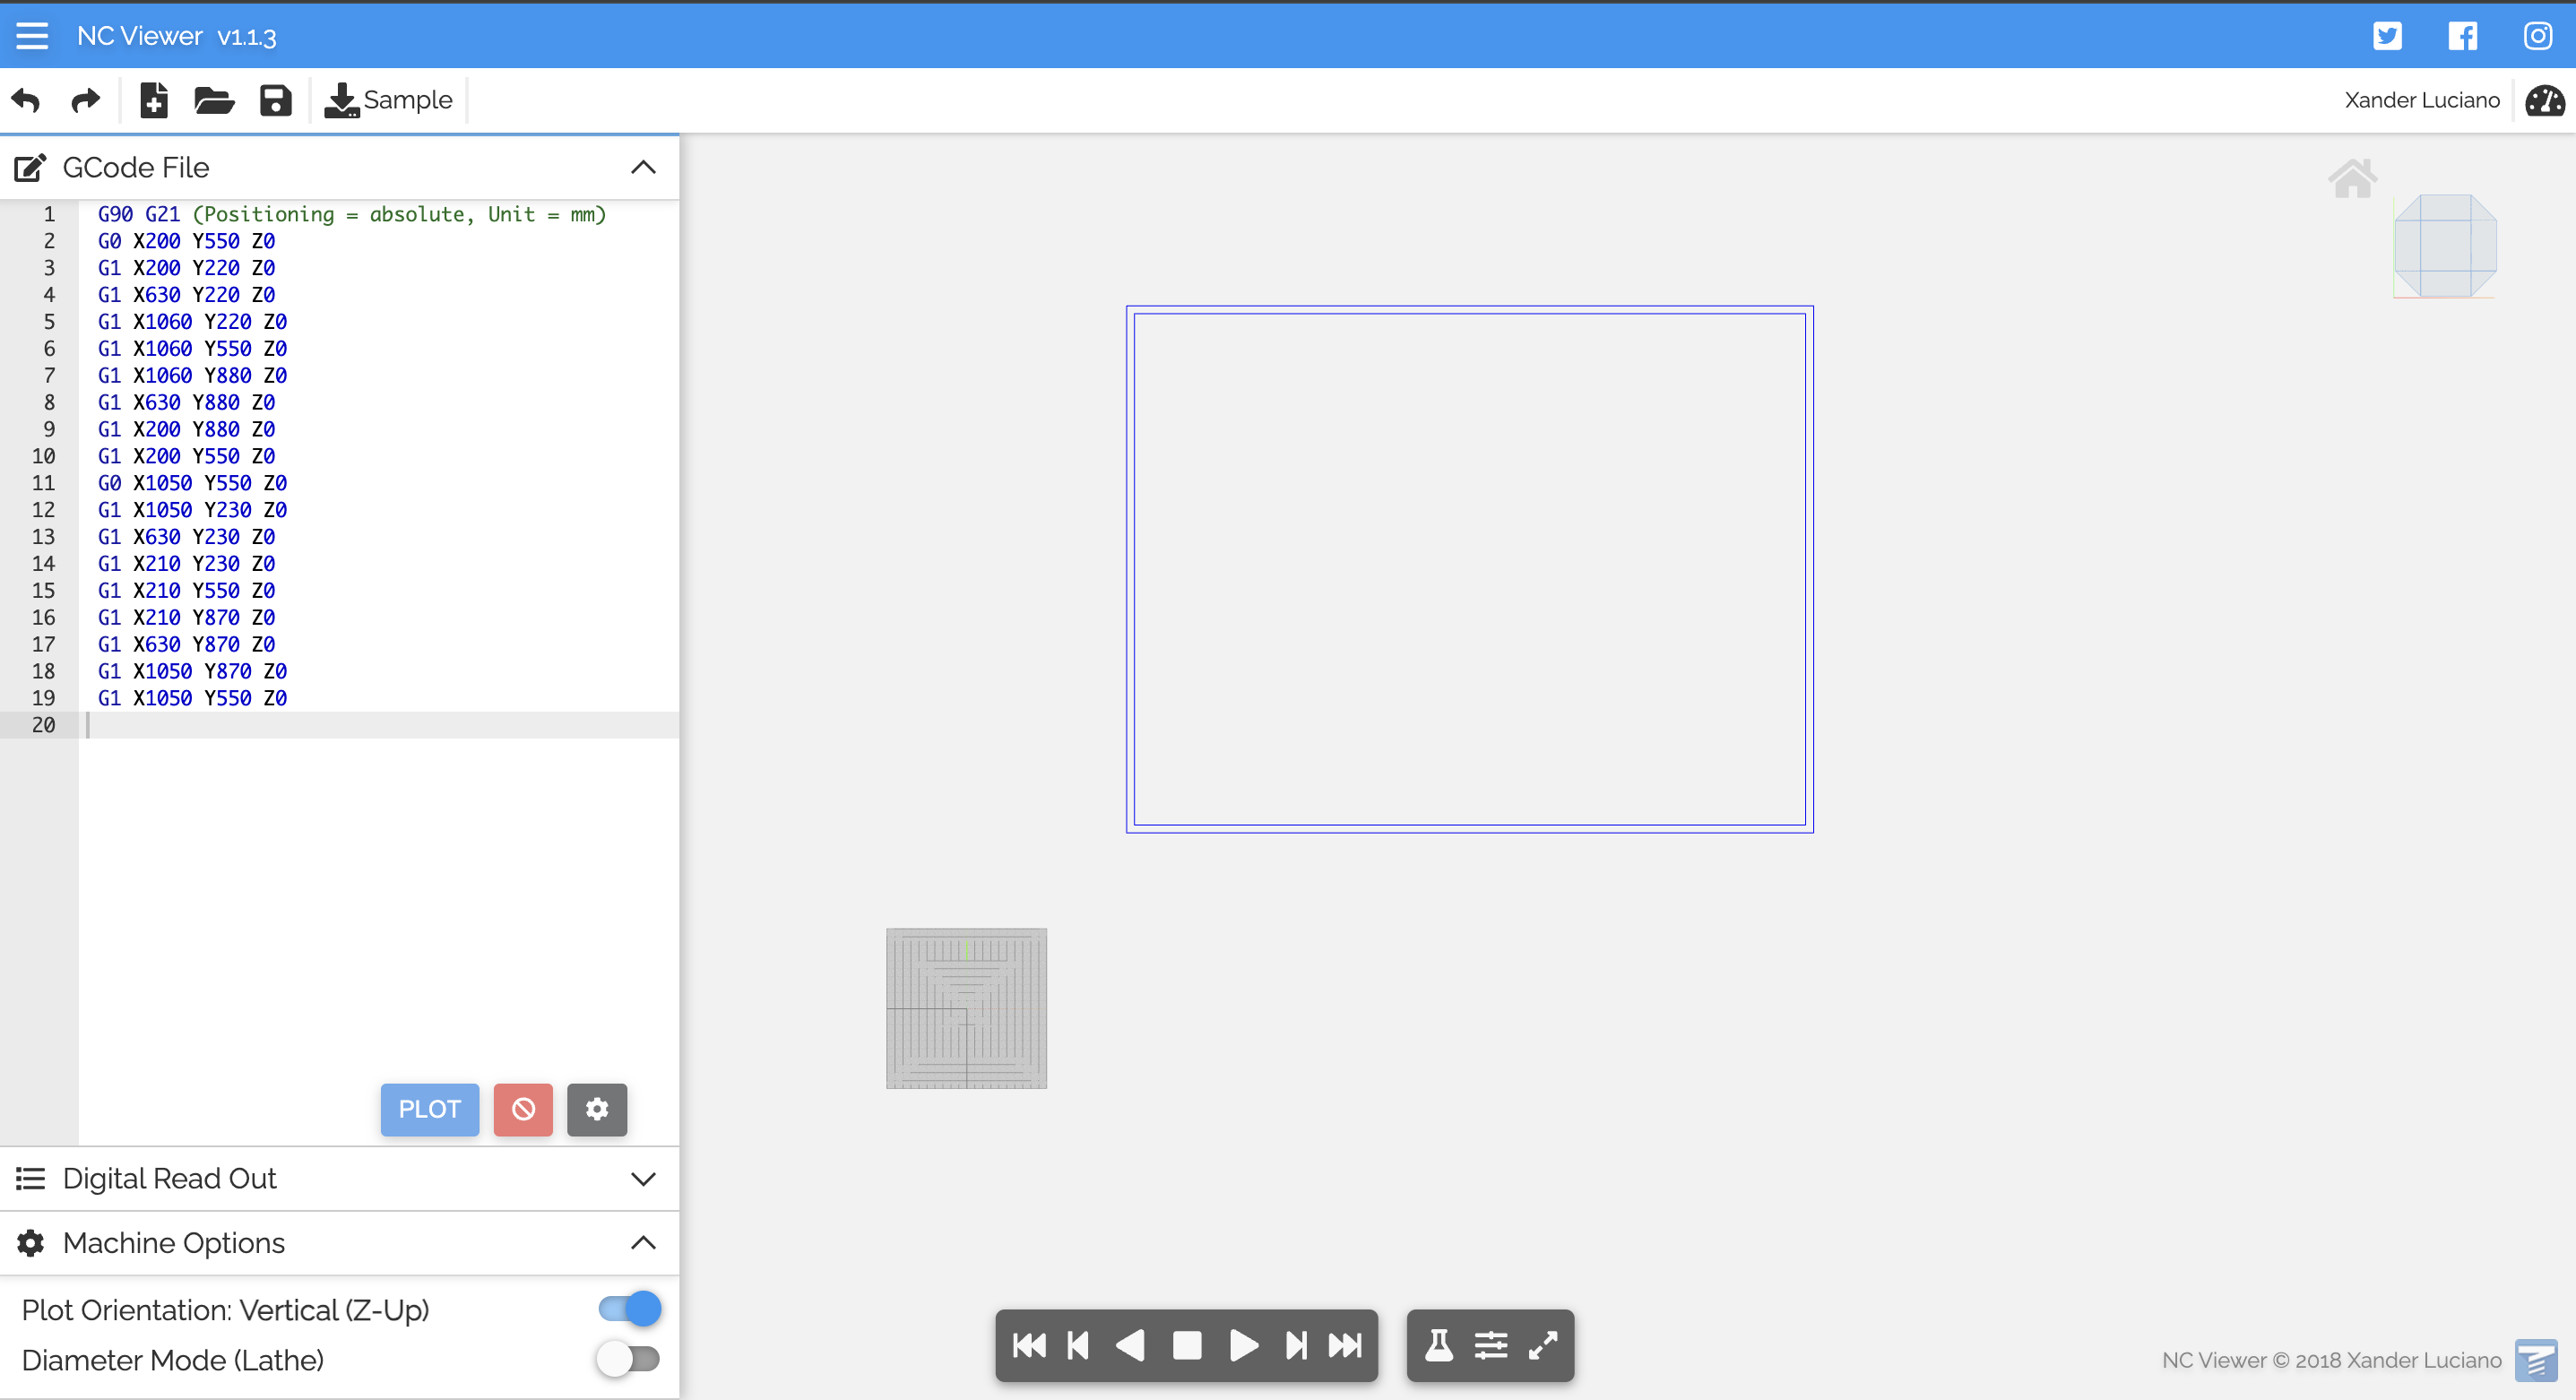 NC Viewer v1.1.3
Sample
Xander Luciano
GCode File
1 G90 G21 (Positioning = absolute, Unit = mm)
2 G0 X200 Y550 Z0
3 G1 X200 Y220 Z0
4 G1 X630 Y220 Z0
5 G1 X1060 Y220 Z0
6 G1 X1060 Y550 Z0
7 G1 X1060 Y880 Z0
8 G1 X630 Y880 Z0
9 G1 X200 Y880 Z0
10 G1 X200 Y550 Z0
11 G0 X1050 Y550 Z0
12 G1 X1050 Y230 Z0
13 G1 X630 Y230 Z0
14 G1 X210 Y230 Z0
15 G1 X210 Y550 Z0
16 G1 X210 Y870 Z0
17 G1 X630 Y870 Z0
18 G1 X1050 Y870 Z0
19 G1 X1050 Y550 Z0
20
PLOT
Digital Read Out
Machine Options
Plot Orientation: Vertical (Z-Up)
Diameter Mode (Lathe)
NC Viewer © 2018 Xander Luciano